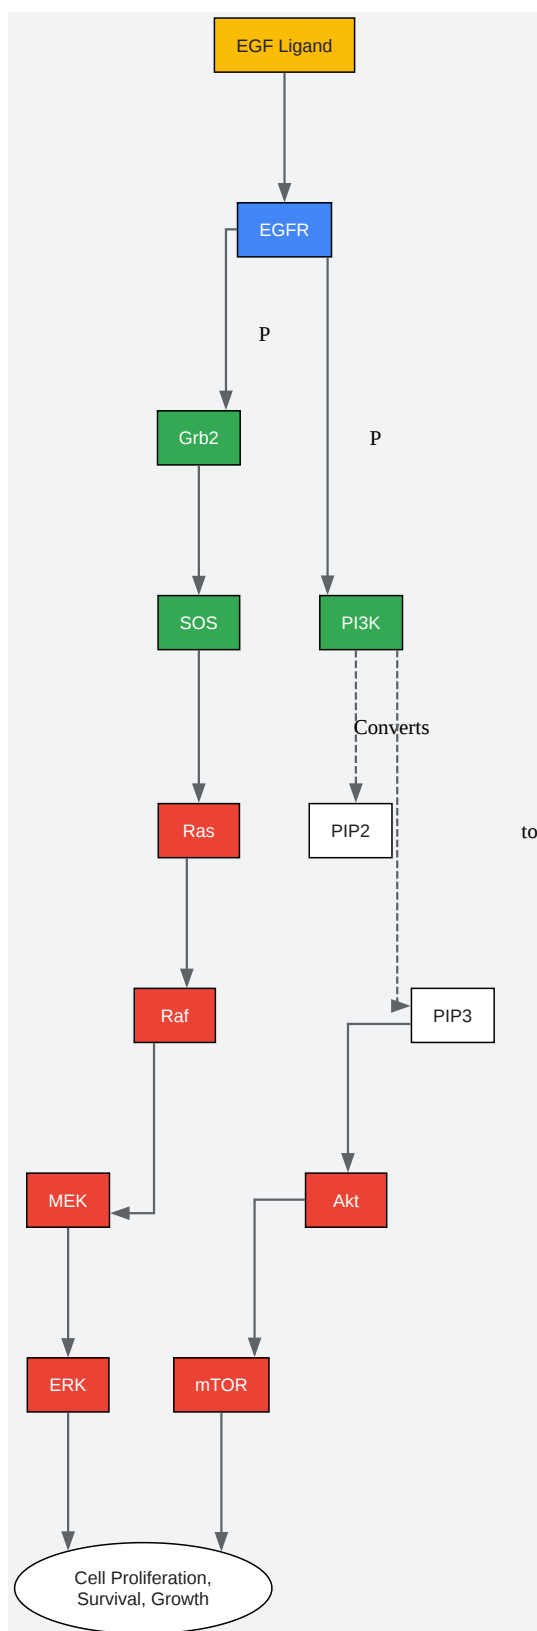 EGF Ligand
EGFR
P
Grb2
P
SOS
PI3K
Converts
Ras
PIP2
to
Raf
PIP3
MEK
Akt
ERK
mTOR
Cell Proliferation,
Survival, Growth